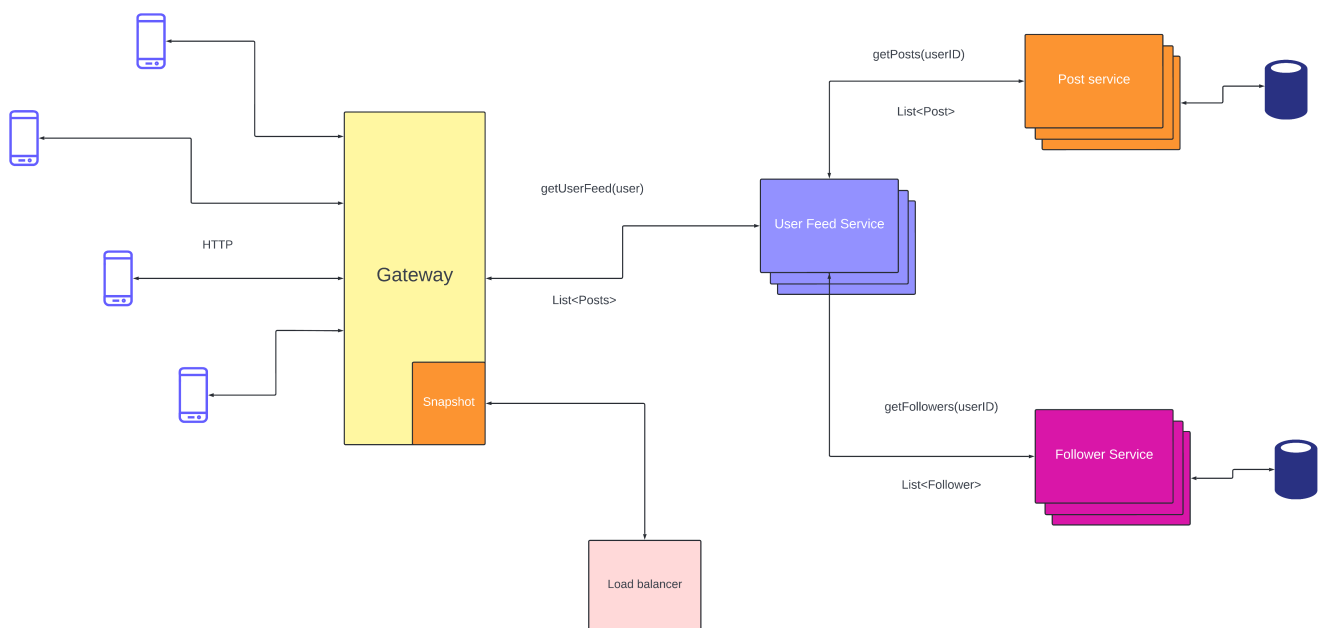 getPosts(userID)
Post service
List<Post>
getUserFeed(user)
User Feed Service
HTTP
Gateway
List<Posts>
Snapshot
getFollowers(userID)
Follower Service
List<Follower>
Load balancer